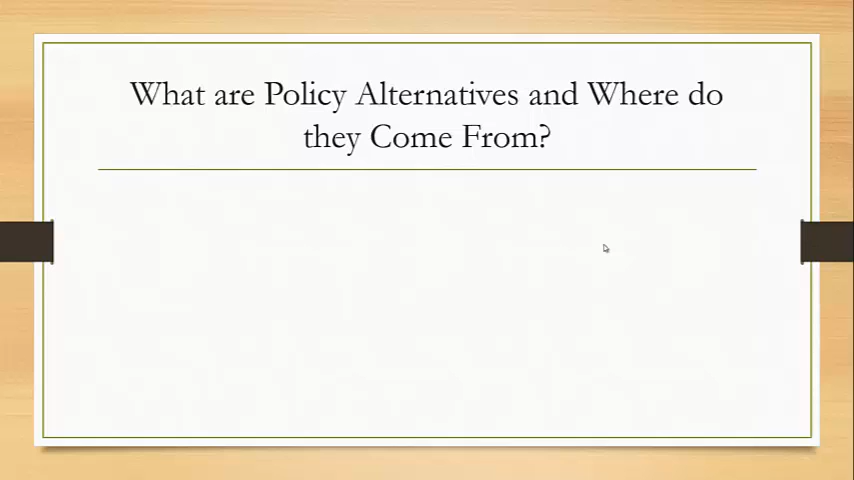 What are Policy Alternatives and Where do
they Come From?